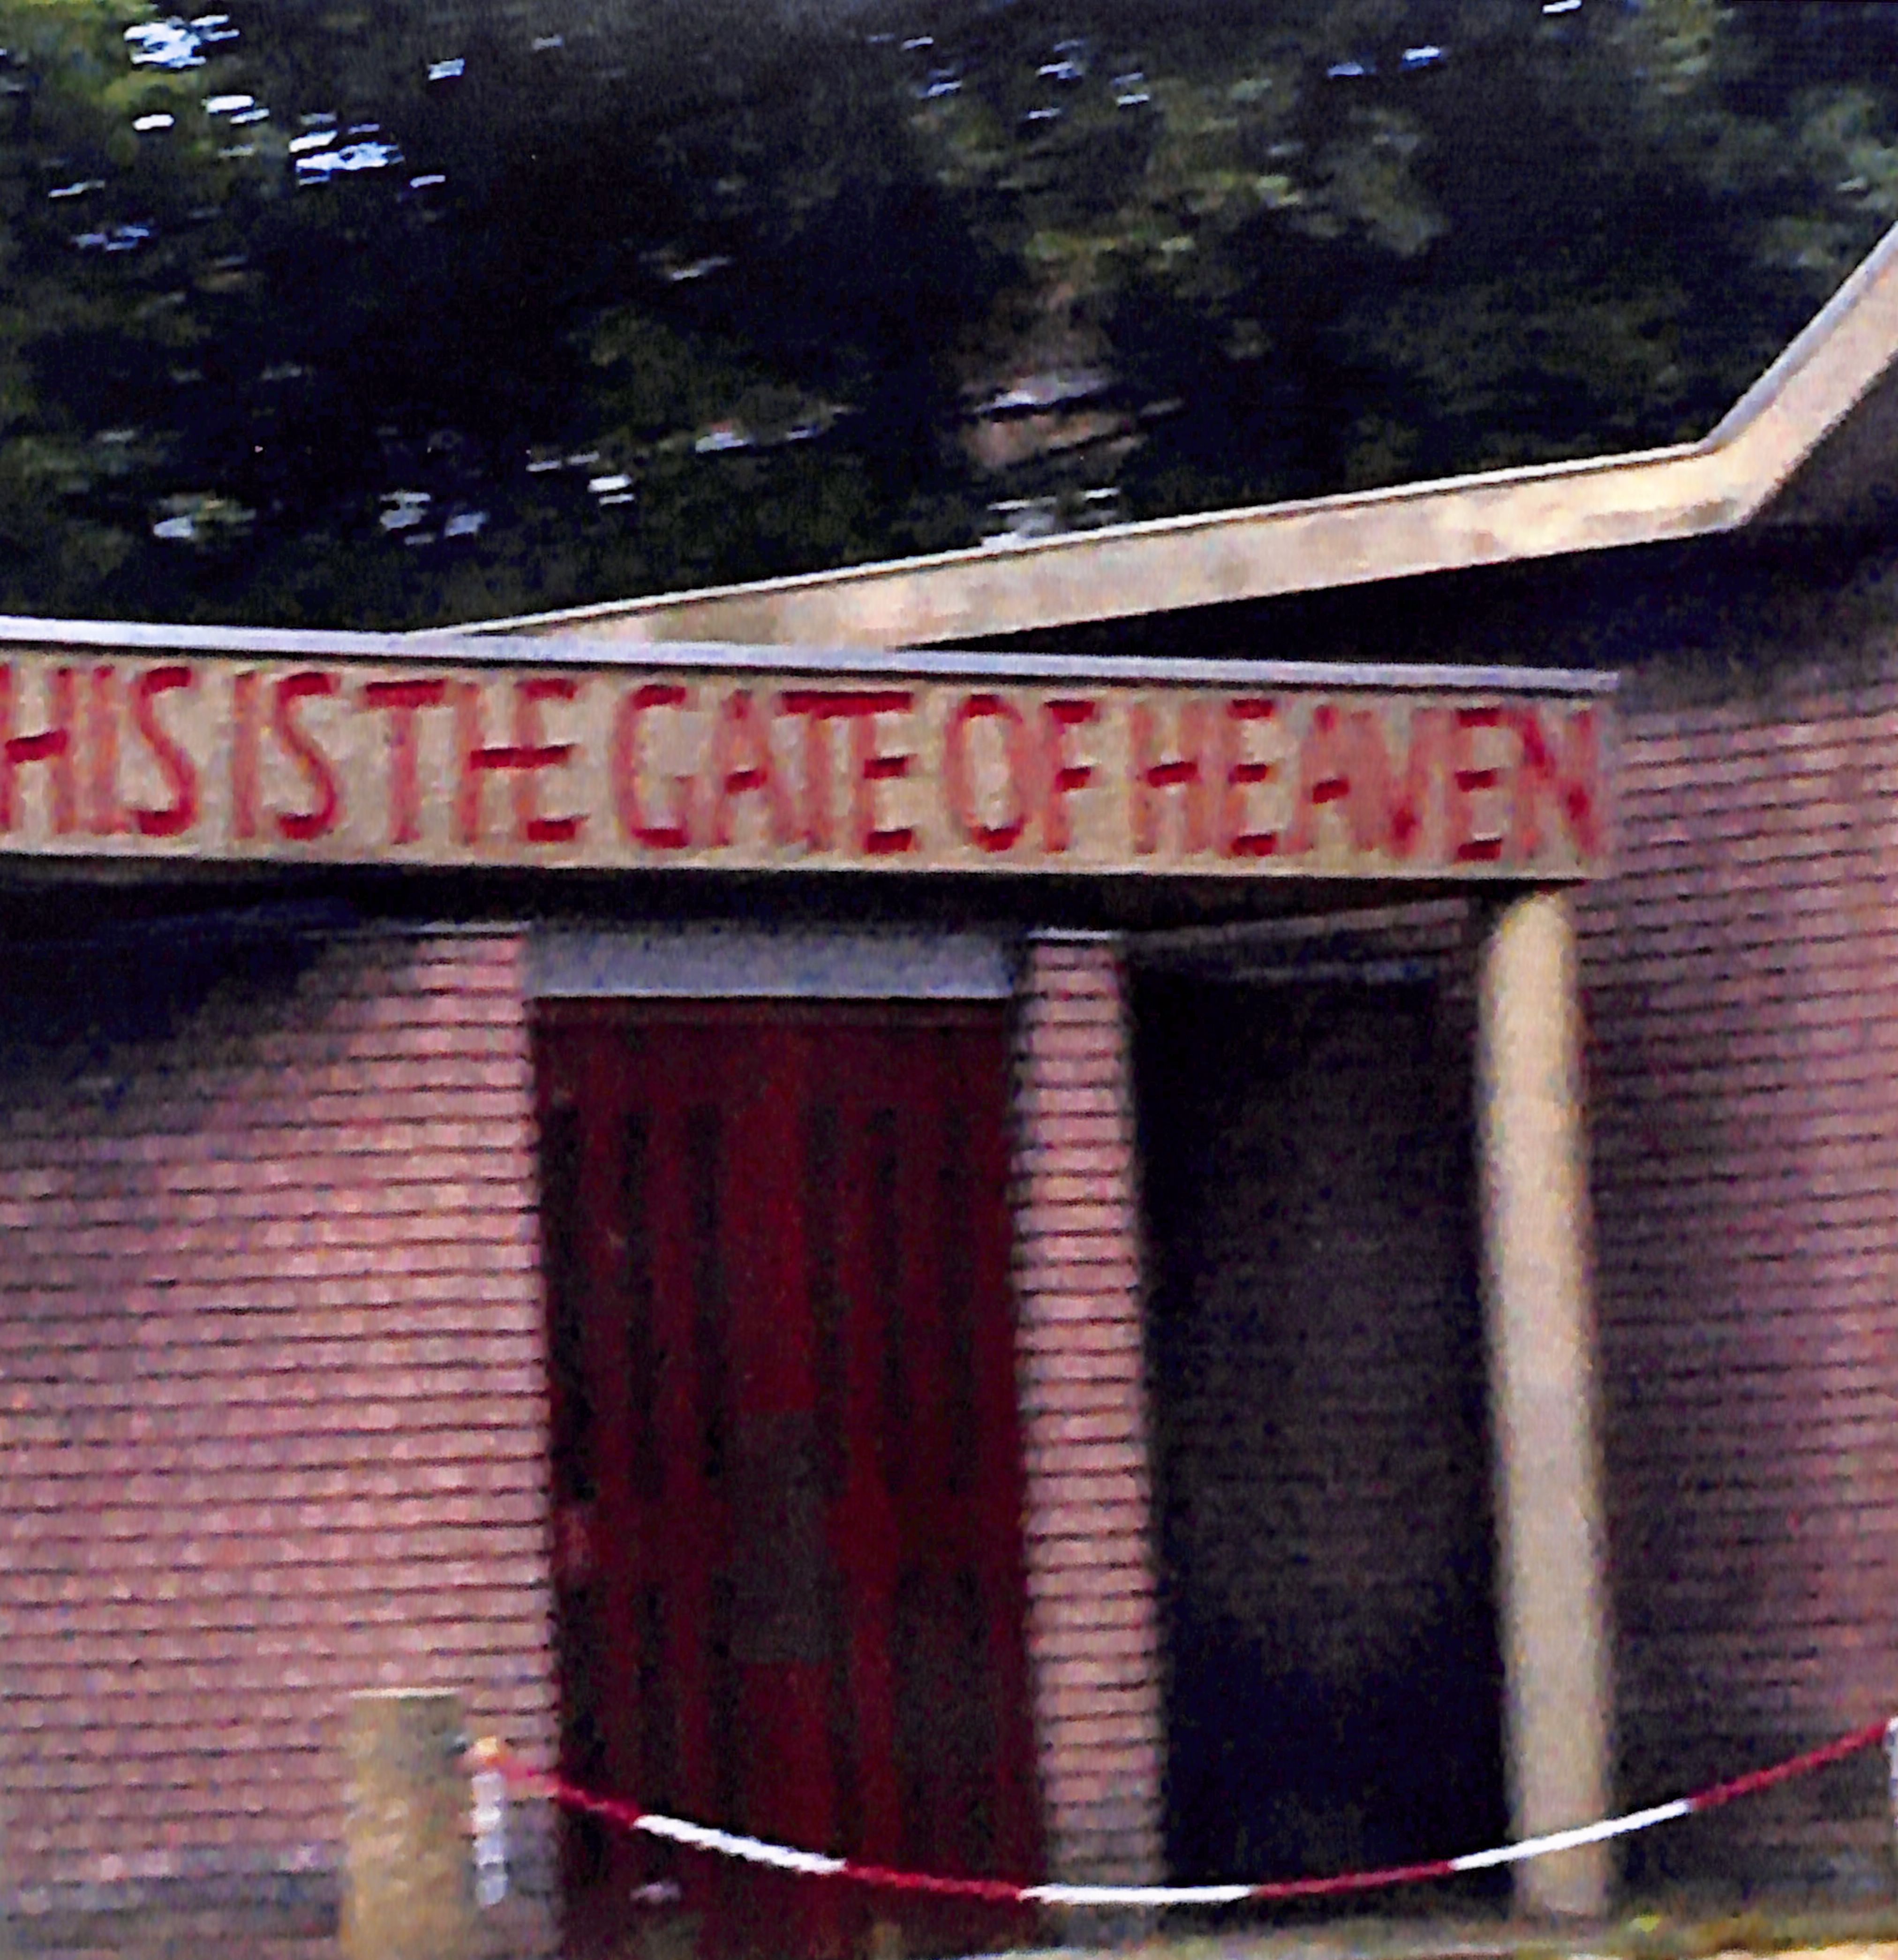 HIS IS THE GATE OF HEAVEN